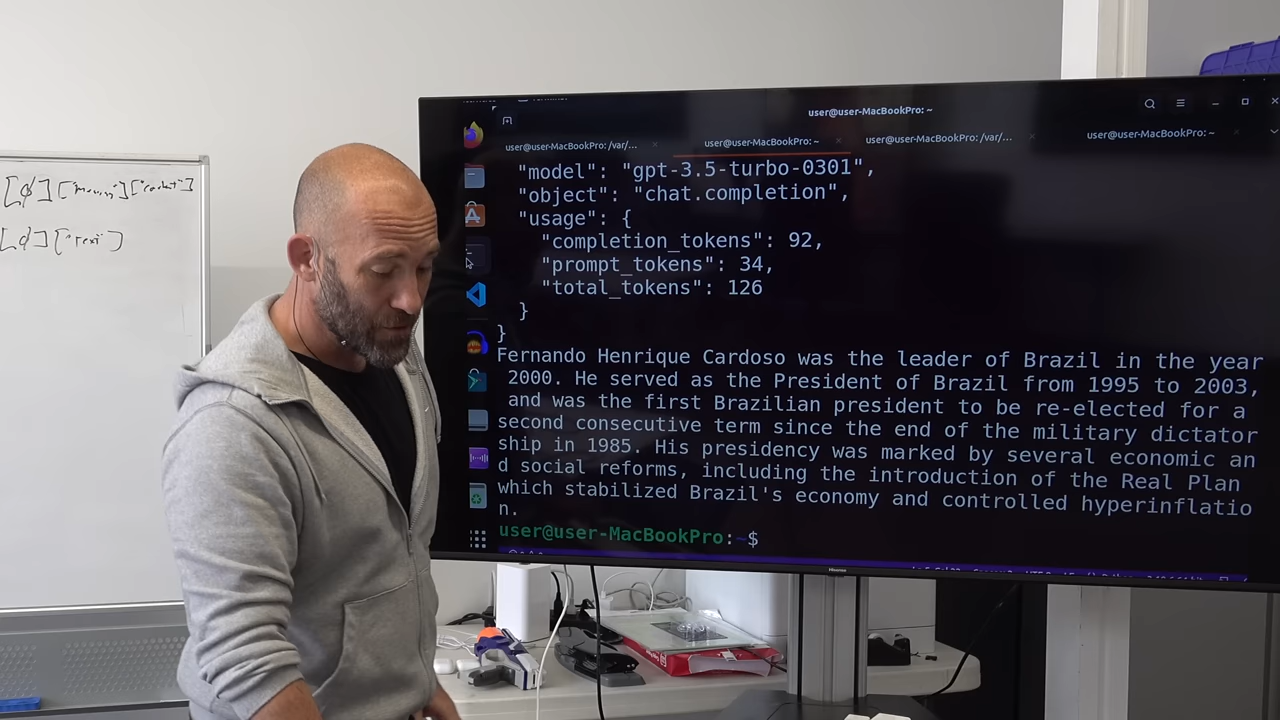 user@user-MacBookPro: ~
user@user-MacBookPro: /var/...
user@user-MacBookPro: ~
user@user-MacBookPro: /var/...
user@user-MacBookPro: ~
"model": "gpt-3.5-turbo-0301",
"object": "chat.completion",
"usage": {
"completion_tokens": 92,
"prompt_tokens": 34,
"total_tokens": 126
}
}
Fernando Henrique Cardoso was the leader of Brazil in the year
2000. He served as the President of Brazil from 1995 to 2003,
and was the first Brazilian president to be re-elected for a
second consecutive term since the end of the military dictator
ship in 1985. His presidency was marked by several economic an
d social reforms, including the introduction of the Real Plan
which stabilized Brazil's economy and controlled hyperinflatio
n.
user@user-MacBookPro:~$
Hisense
["text"]